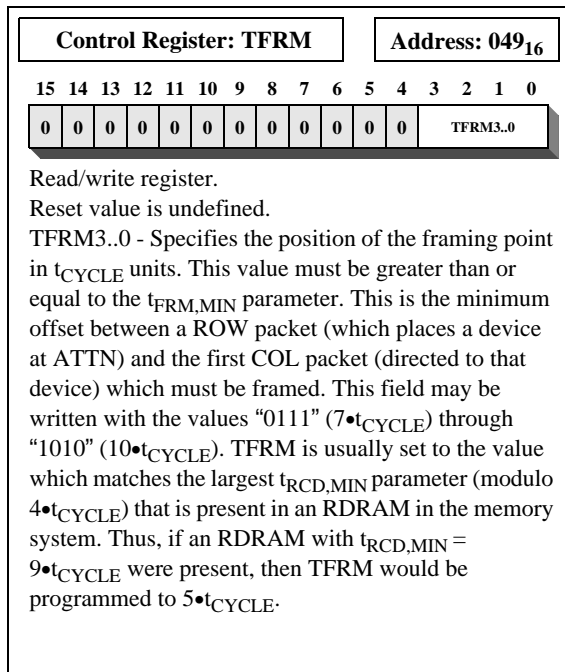 Control Register: TFRM
Address: 049₁₆
15 14 13 12 11 10 9 8 7 6 5 4 3 2 1 0
0 0 0 0 0 0 0 0 0 0 0 0 TFRM3..0
Read/write register.
Reset value is undefined.
TFRM3..0 - Specifies the position of the framing point
in tCYCLE units. This value must be greater than or
equal to the tFRM,MIN parameter. This is the minimum
offset between a ROW packet (which places a device
at ATTN) and the first COL packet (directed to that
device) which must be framed. This field may be
written with the values “0111” (7•tCYCLE) through
“1010” (10•tCYCLE). TFRM is usually set to the value
which matches the largest tRCD,MIN parameter (modulo
4•tCYCLE) that is present in an RDRAM in the memory
system. Thus, if an RDRAM with tRCD,MIN =
9•tCYCLE were present, then TFRM would be
programmed to 5•tCYCLE.